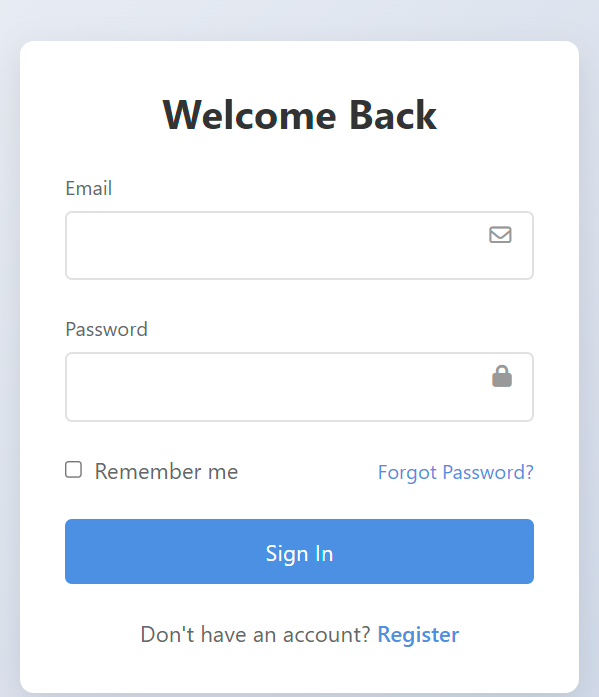 Welcome Back
Email
Password
Remember me Forgot Password?
Sign In
Don't have an account? Register